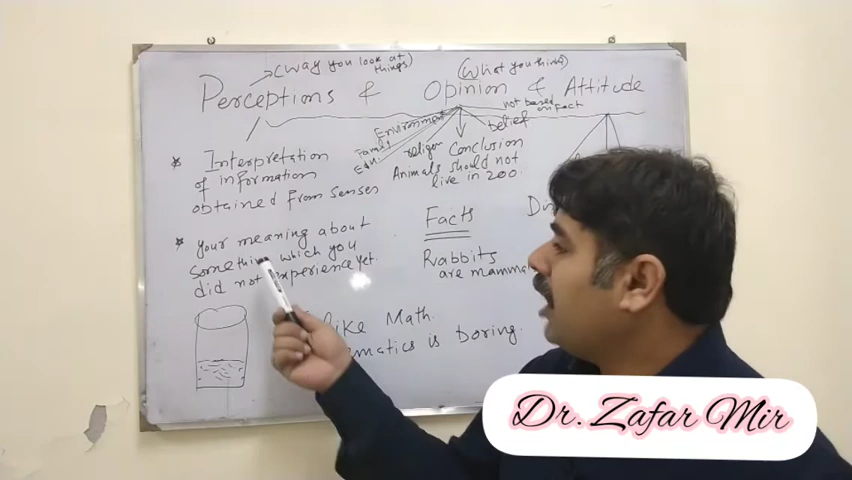 (way you look at
things)
(What you think)
Perceptions & Opinion & Attitude
not based
on fact
Environment
belief
Family
religion
Edu.
Conclusion
Animals should not
live in zoo.
* Interpretation
of information
obtained from senses
Facts
Rabbits
are mamma
* your meaning about
something which you
did not experience yet.
like Math.
matics is boring.
Dr. Zafar Mir